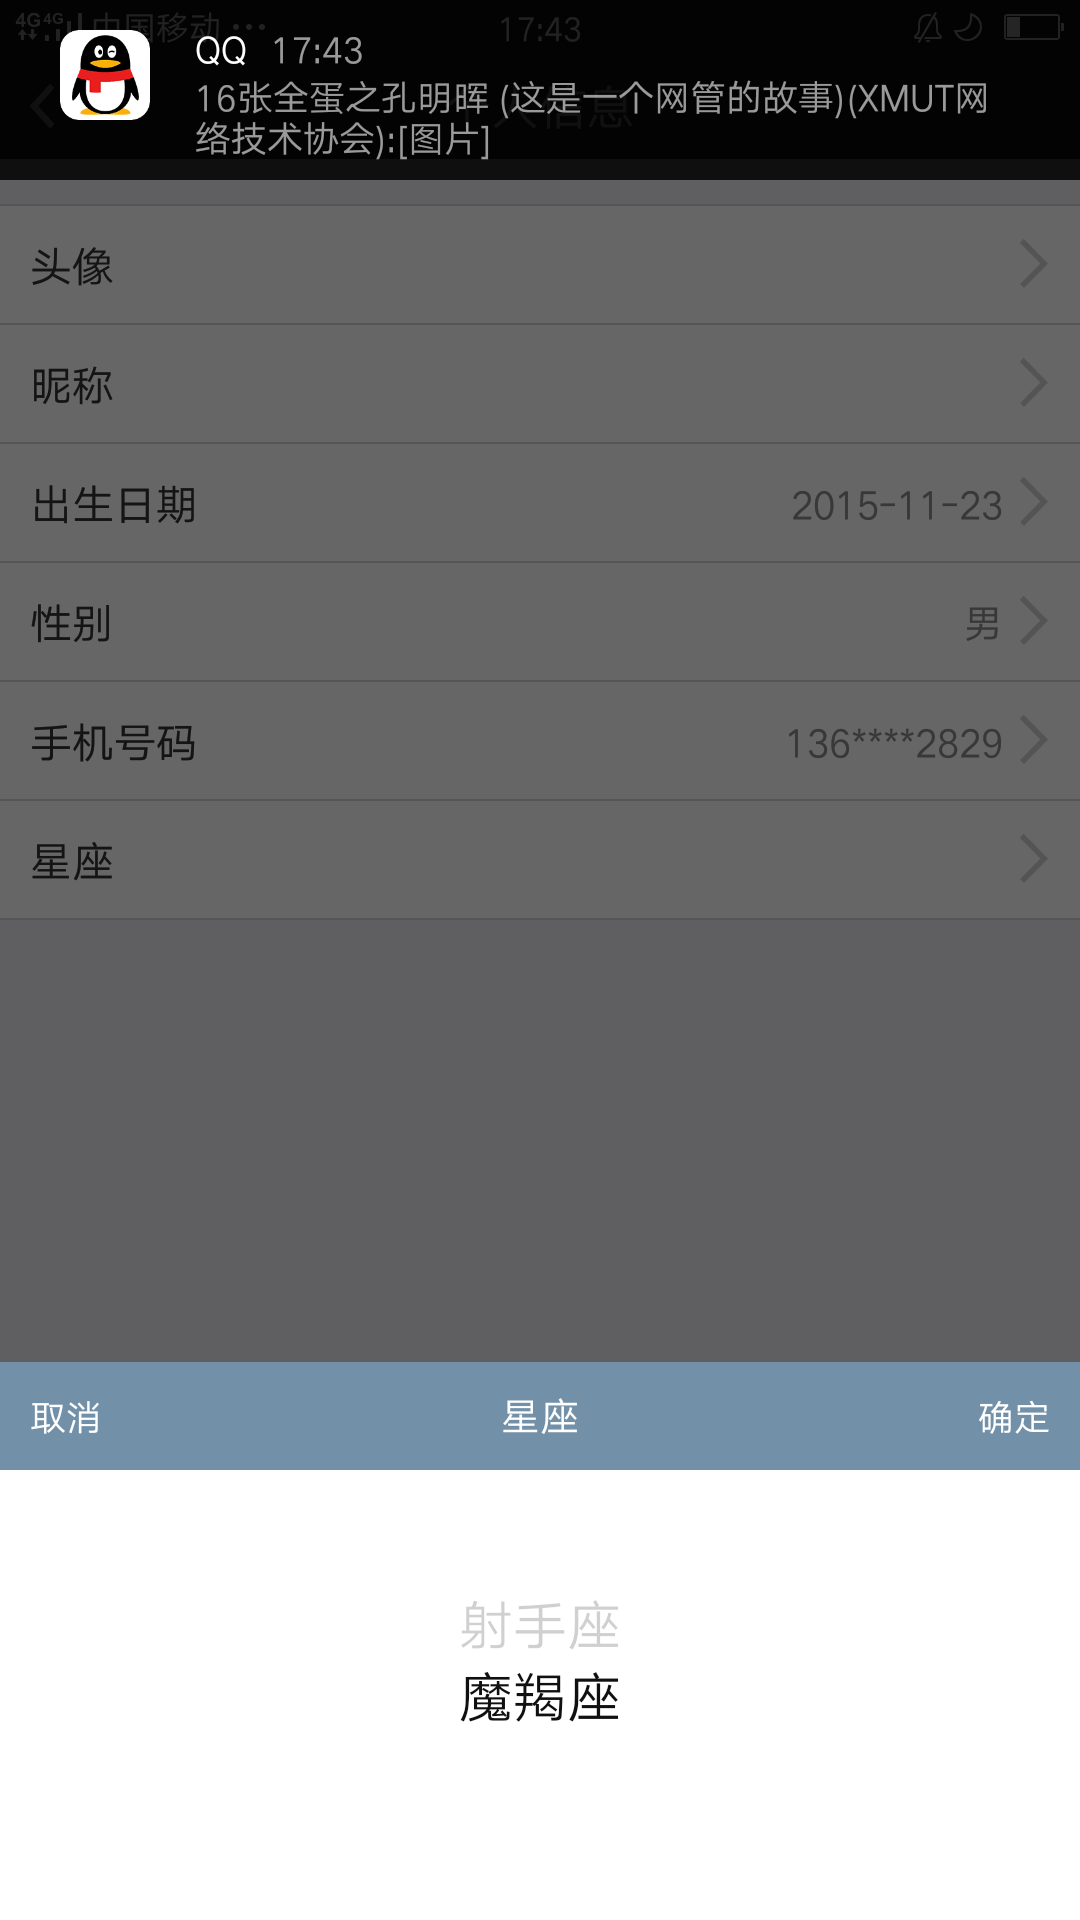 4G 4G 中国移动 ··· 17:43
QQ 17:43
16张全蛋之孔明晖 (这是一个网管的故事)(XMUT网
络技术协会):[图片]
头像
昵称
出生日期 2015-11-23
性别 男
手机号码 136****2829
星座
取消 星座 确定
射手座
魔羯座